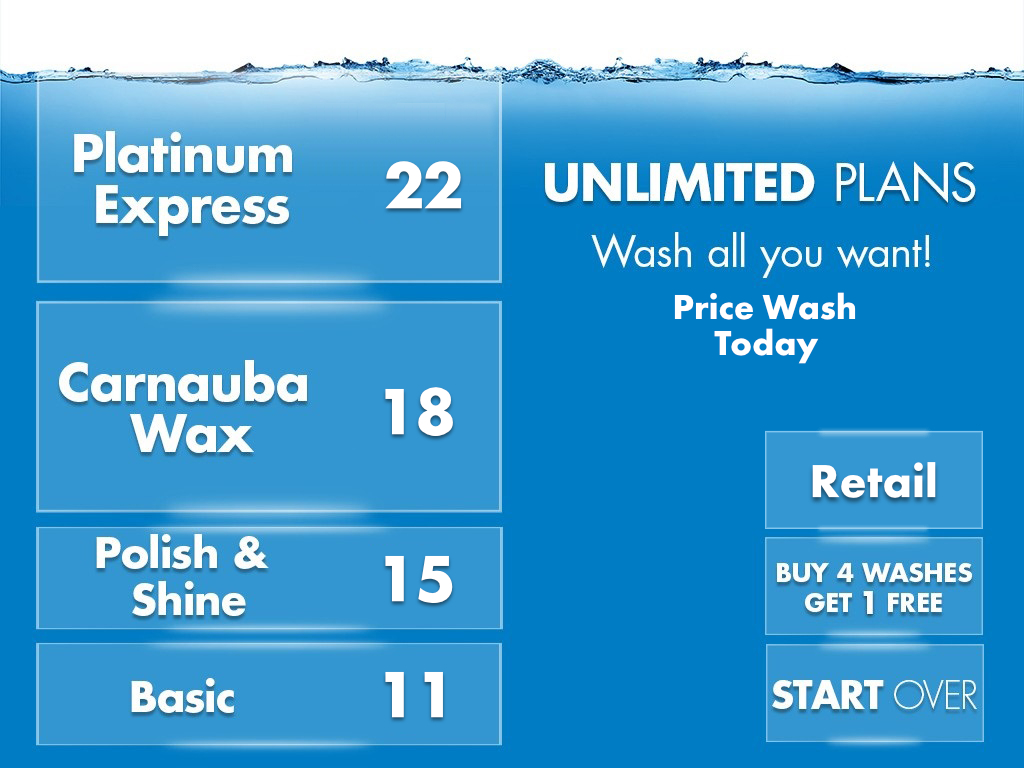 Platinum
Express
22
Carnauba
Wax
18
Polish &
Shine
15
Basic
11
UNLIMITED PLANS
Wash all you want!
Price Wash
Today
Retail
BUY 4 WASHES
GET 1 FREE
START OVER